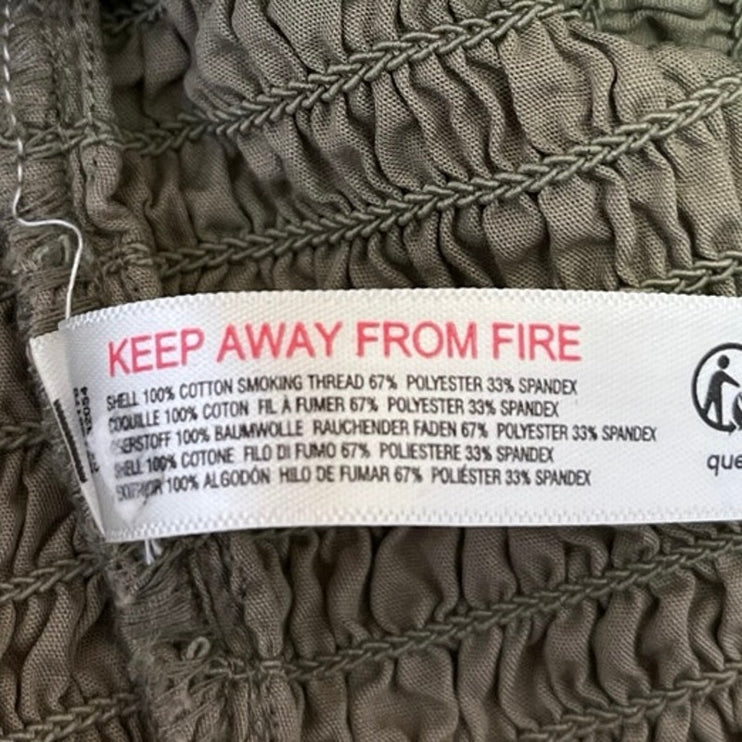 KEEP AWAY FROM FIRE
SHELL 100% COTTON SMOKING THREAD 67% POLYESTER 33% SPANDEX
COQUILLE 100% COTON FIL À FUMER 67% POLYESTER 33% SPANDEX
100% BAUMWOLLE RAUCHENDER FADEN 67% POLYESTER 33% SPANDEX
SHELL 100% COTONE FILO DI FUMO 67% POLIESTERE 33% SPANDEX
100% ALGODÓN HILO DE FUMAR 67% POLIÉSTER 33% SPANDEX
que